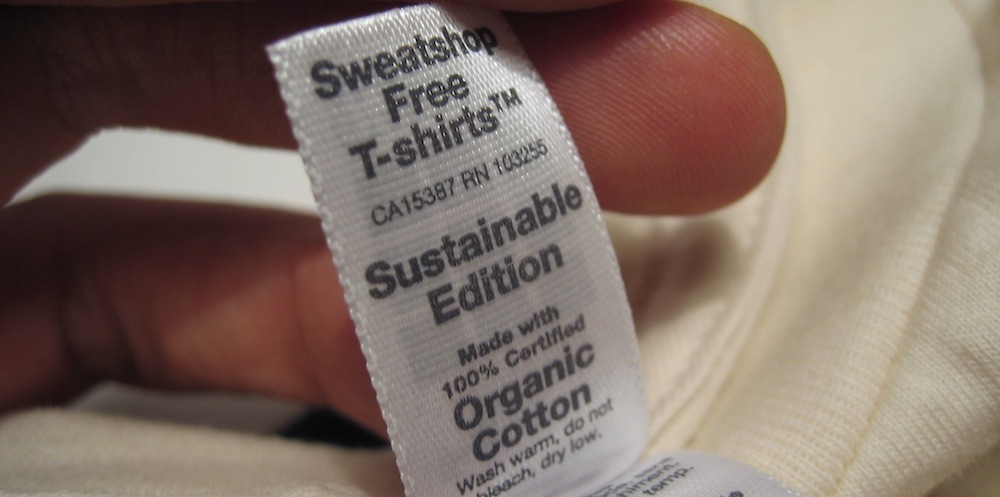 Sweatshop
Free
T-shirts™
CA15387 RN 103255
Sustainable
Edition
Made with
100% Certified
Organic
Cotton
Wash warm, do not
bleach, dry low.
temp.